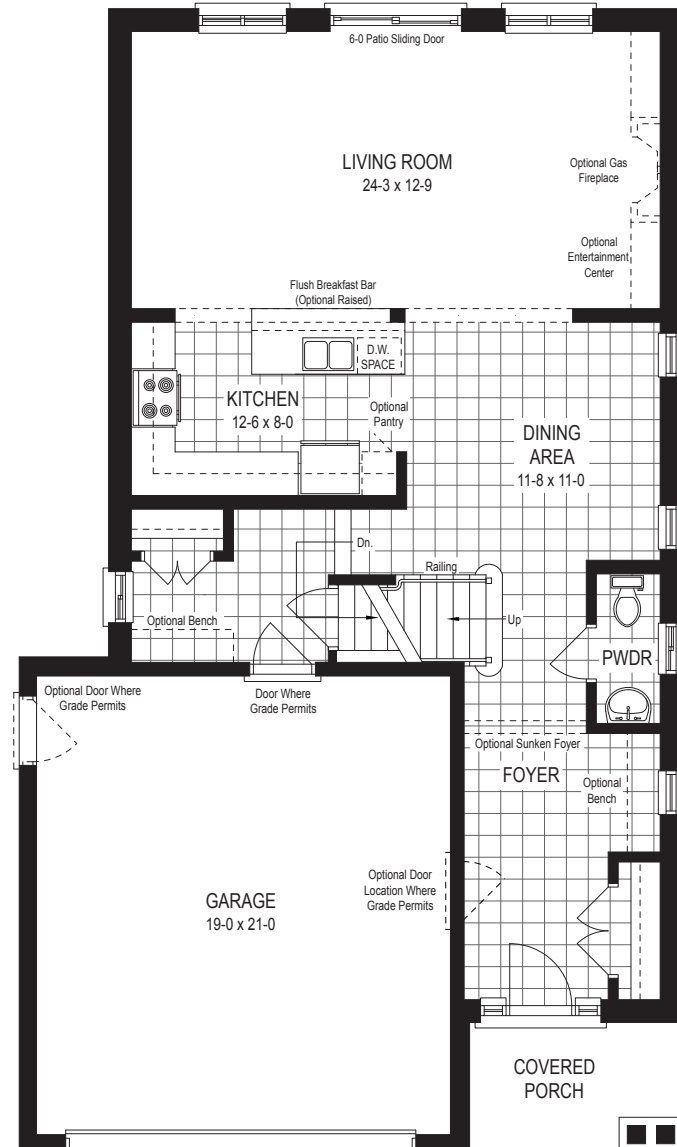 6-0 Patio Sliding Door
LIVING ROOM
24-3 x 12-9
Optional Gas
Fireplace
Optional
Entertainment
Center
Flush Breakfast Bar
(Optional Raised)
D.W.
SPACE
KITCHEN
12-6 x 8-0
Optional
Pantry
DINING
AREA
11-8 x 11-0
Dn.
Railing
Optional Bench
Up
PWDR
Optional Door Where
Grade Permits
Door Where
Grade Permits
Optional Sunken Foyer
FOYER
Optional
Bench
Optional Door
Location Where
Grade Permits
GARAGE
19-0 x 21-0
COVERED
PORCH